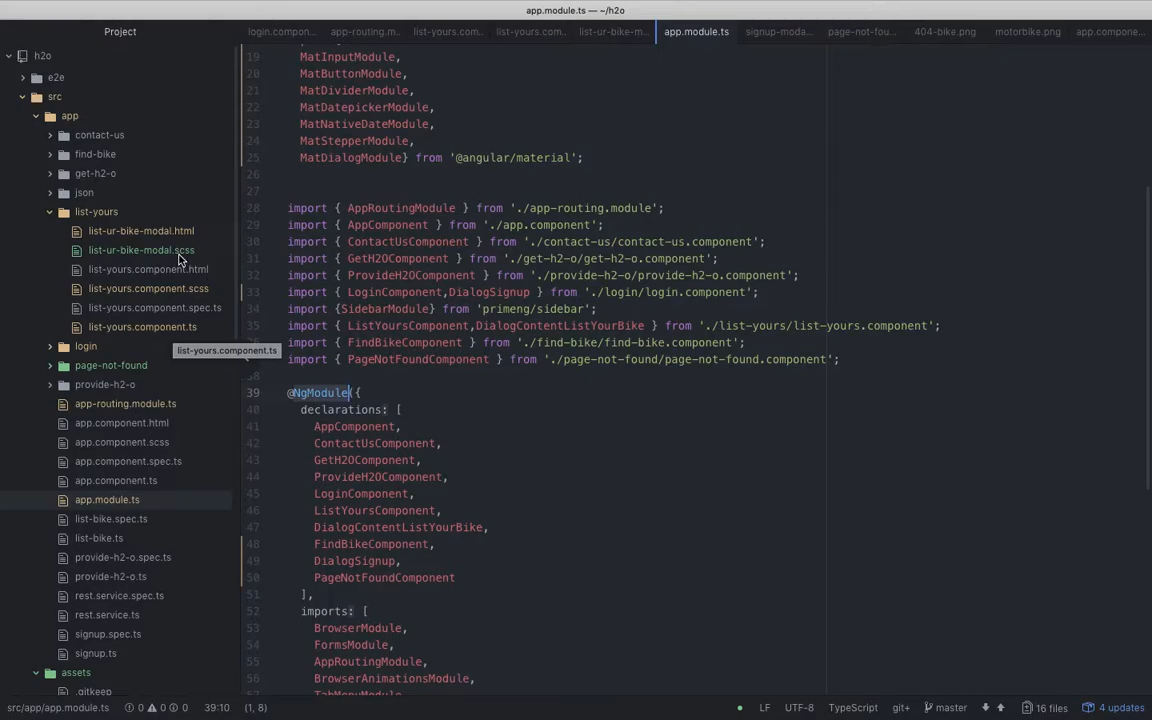 app.module.ts — ~/h2o
Project
login.compon...
app-routing.m...
list-yours.com...
list-yours.com...
list-ur-bike-m...
app.module.ts
signup-moda...
page-not-fou...
404-bike.png
motorbike.png
app.compone...
h2o
e2e
src
app
contact-us
find-bike
get-h2-o
json
list-yours
list-ur-bike-modal.html
list-ur-bike-modal.scss
list-yours.component.html
list-yours.component.scss
list-yours.component.spec.ts
list-yours.component.ts
login
list-yours.component.ts
page-not-found
provide-h2-o
app-routing.module.ts
app.component.html
app.component.scss
app.component.spec.ts
app.component.ts
app.module.ts
list-bike.spec.ts
list-bike.ts
provide-h2-o.spec.ts
provide-h2-o.ts
rest.service.spec.ts
rest.service.ts
signup.spec.ts
signup.ts
assets
.gitkeep
19 MatInputModule,
20 MatButtonModule,
21 MatDividerModule,
22 MatDatepickerModule,
23 MatNativeDateModule,
24 MatStepperModule,
25 MatDialogModule} from '@angular/material';
26
27
28 import { AppRoutingModule } from './app-routing.module';
29 import { AppComponent } from './app.component';
30 import { ContactUsComponent } from './contact-us/contact-us.component';
31 import { GetH2OComponent } from './get-h2-o/get-h2-o.component';
32 import { ProvideH2OComponent } from './provide-h2-o/provide-h2-o.component';
33 import { LoginComponent,DialogSignup } from './login/login.component';
34 import {SidebarModule} from 'primeng/sidebar';
35 import { ListYoursComponent,DialogContentListYourBike } from './list-yours/list-yours.component';
36 import { FindBikeComponent } from './find-bike/find-bike.component';
import { PageNotFoundComponent } from './page-not-found/page-not-found.component';
38
39 @NgModule({
40 declarations: [
41 AppComponent,
42 ContactUsComponent,
43 GetH2OComponent,
44 ProvideH2OComponent,
45 LoginComponent,
46 ListYoursComponent,
47 DialogContentListYourBike,
48 FindBikeComponent,
49 DialogSignup,
50 PageNotFoundComponent
51 ],
52 imports: [
53 BrowserModule,
54 FormsModule,
55 AppRoutingModule,
56 BrowserAnimationsModule,
57 TabMenuModule,
src/app/app.module.ts 0 0 0 39:10 (1, 8)
LF UTF-8 TypeScript git+ master 16 files 4 updates